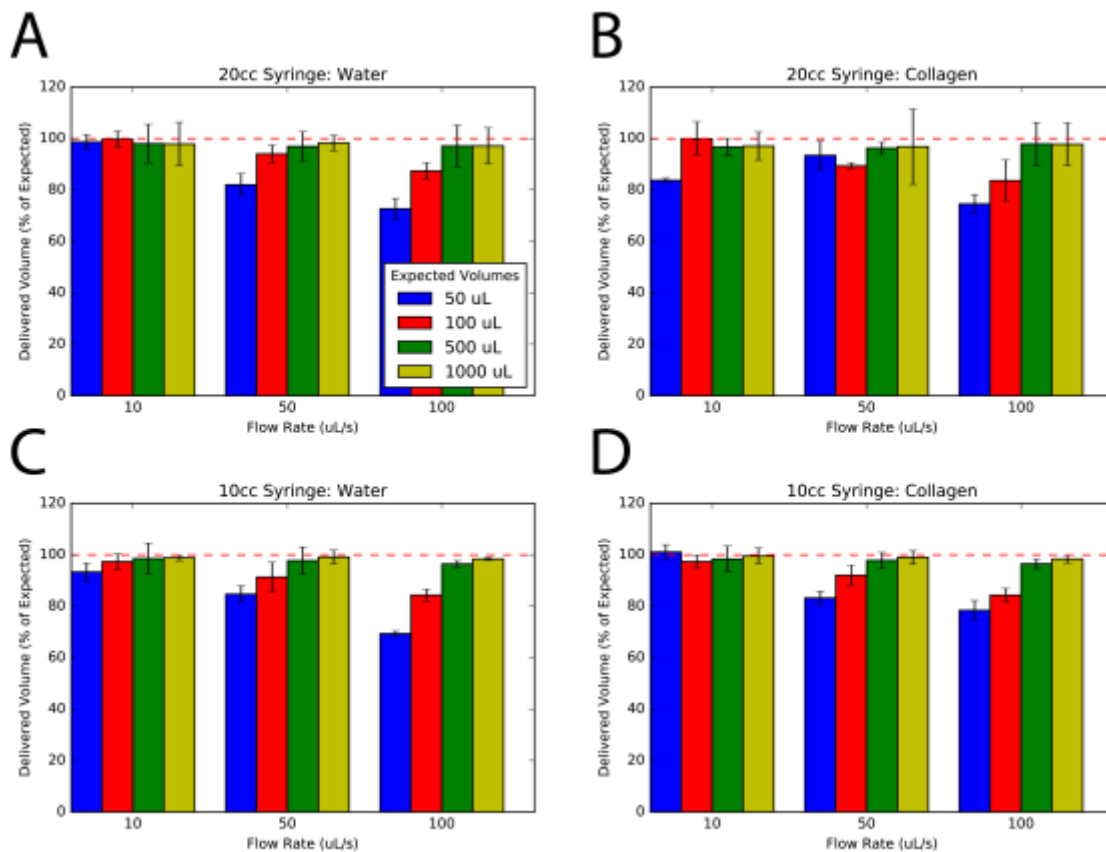 A
20cc Syringe: Water
Delivered Volume (% of Expected)
120
100
80
60
40
20
0
10
50
100
Flow Rate (uL/s)
Expected Volumes
50 uL
100 uL
500 uL
1000 uL
B
20cc Syringe: Collagen
Delivered Volume (% of Expected)
120
100
80
60
40
20
0
10
50
100
Flow Rate (uL/s)
C
10cc Syringe: Water
Delivered Volume (% of Expected)
120
100
80
60
40
20
0
10
50
100
Flow Rate (uL/s)
D
10cc Syringe: Collagen
Delivered Volume (% of Expected)
120
100
80
60
40
20
0
10
50
100
Flow Rate (uL/s)